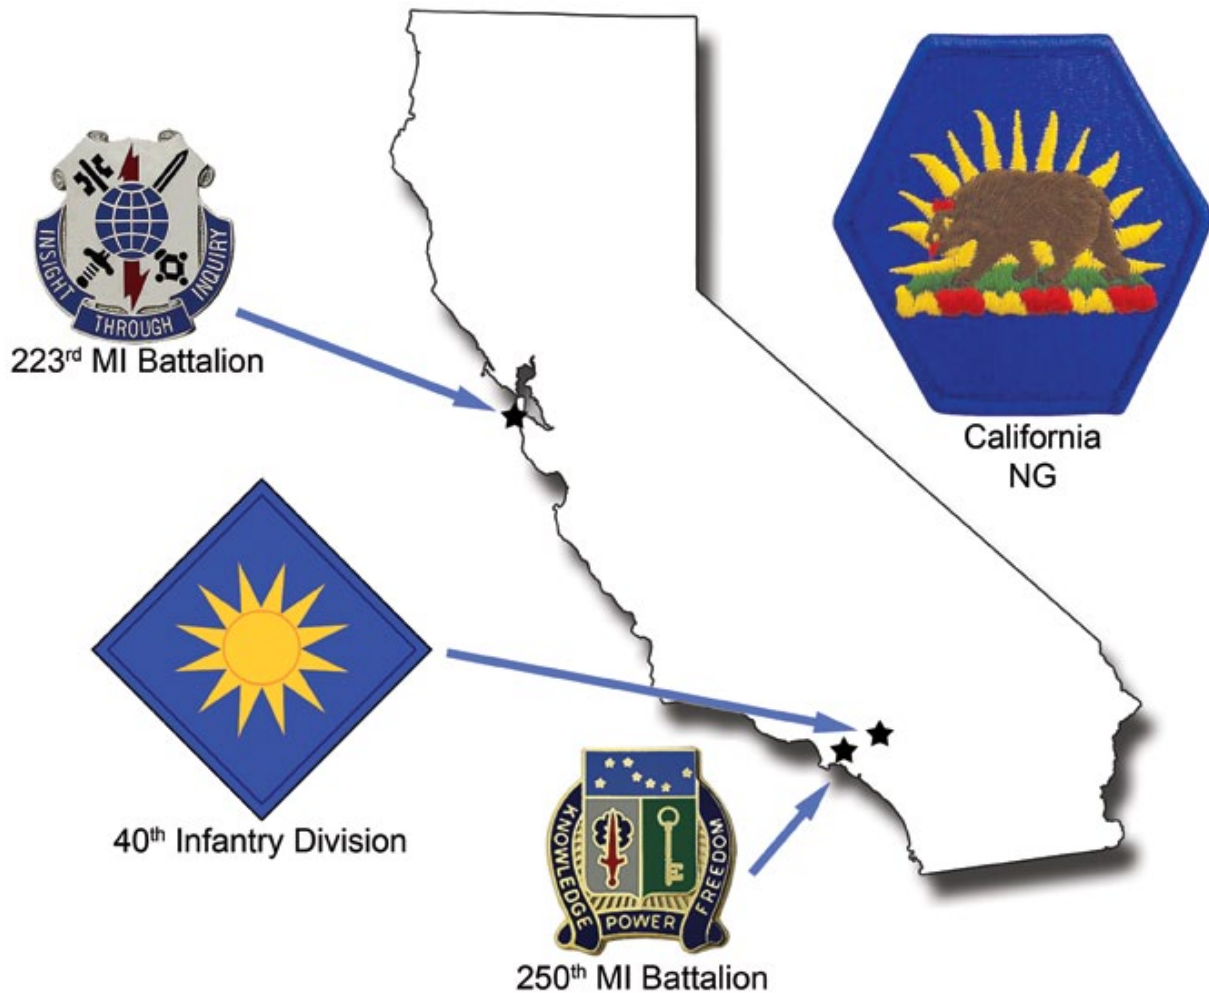 INSIGHT
THROUGH
INQUIRY
223rd MI Battalion
California
NG
40th Infantry Division
KNOWLEDGE
POWER
FREEDOM
250th MI Battalion